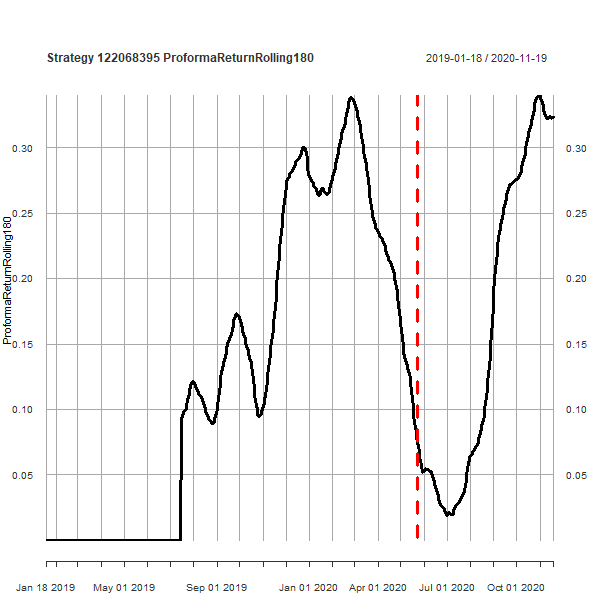 Strategy 122068395 ProformaReturnRolling180
2019-01-18 / 2020-11-19
ProformaReturnRolling180
0.30
0.25
0.20
0.15
0.10
0.05
0.30
0.25
0.20
0.15
0.10
0.05
Jan 18 2019
May 01 2019
Sep 01 2019
Jan 01 2020
Apr 01 2020
Jul 01 2020
Oct 01 2020